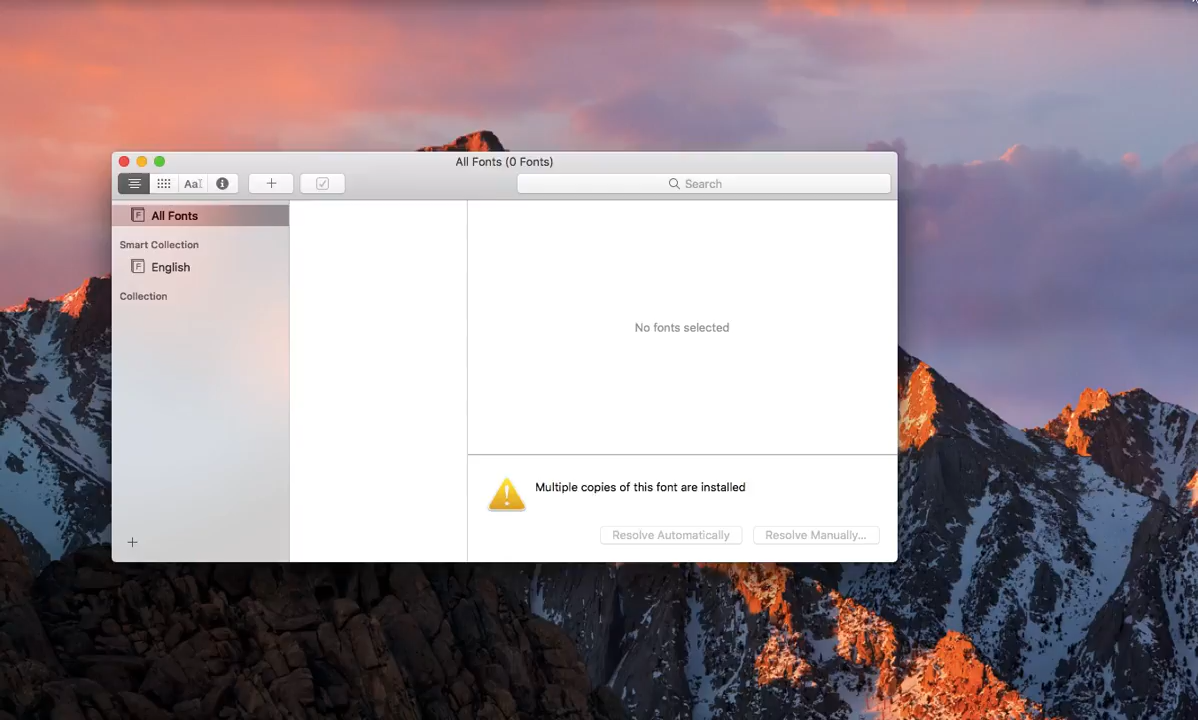 All Fonts (0 Fonts)
Search
All Fonts
Smart Collection
English
Collection
No fonts selected
Multiple copies of this font are installed
Resolve Automatically
Resolve Manually...